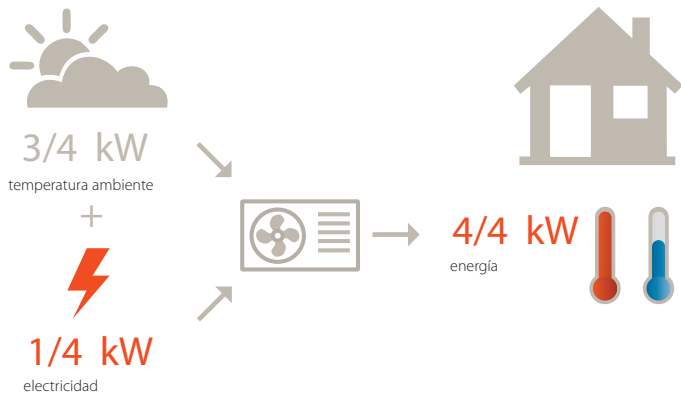 3/4 kW
temperatura ambiente
+
1/4 kW
electricidad
4/4 kW
energía